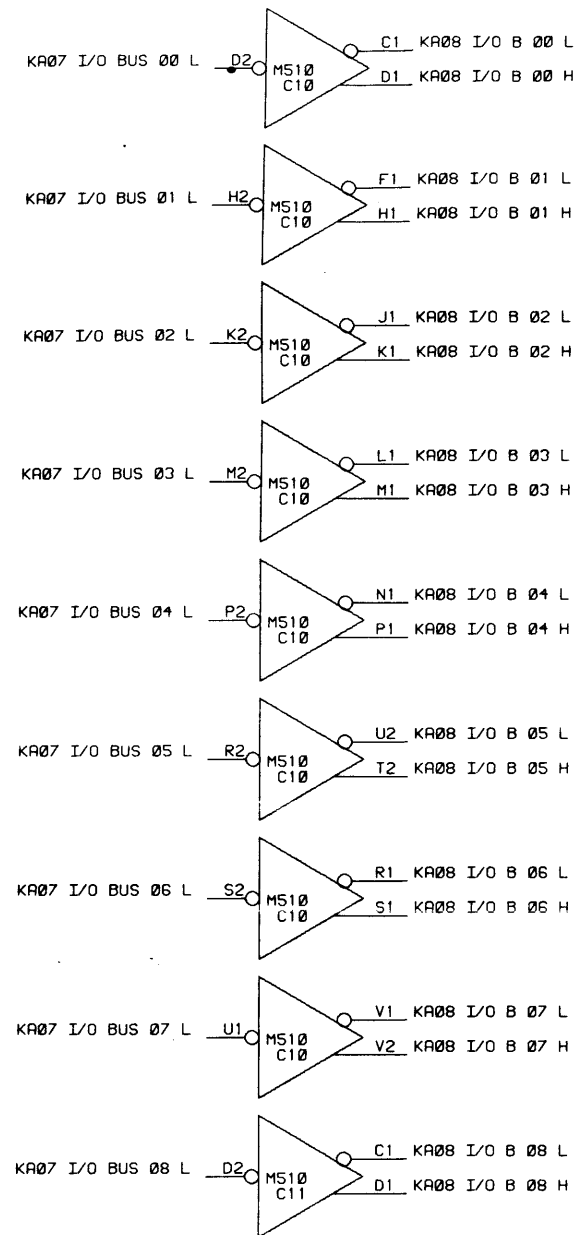 C1 KA08 I/O B 00 L
KA07 I/O BUS 00 L D2 M510
C10 D1 KA08 I/O B 00 H
F1 KA08 I/O B 01 L
KA07 I/O BUS 01 L H2 M510
C10 H1 KA08 I/O B 01 H
J1 KA08 I/O B 02 L
KA07 I/O BUS 02 L K2 M510
C10 K1 KA08 I/O B 02 H
L1 KA08 I/O B 03 L
KA07 I/O BUS 03 L M2 M510
C10 M1 KA08 I/O B 03 H
N1 KA08 I/O B 04 L
KA07 I/O BUS 04 L P2 M510
C10 P1 KA08 I/O B 04 H
U2 KA08 I/O B 05 L
KA07 I/O BUS 05 L R2 M510
C10 T2 KA08 I/O B 05 H
R1 KA08 I/O B 06 L
KA07 I/O BUS 06 L S2 M510
C10 S1 KA08 I/O B 06 H
V1 KA08 I/O B 07 L
KA07 I/O BUS 07 L U1 M510
C10 V2 KA08 I/O B 07 H
C1 KA08 I/O B 08 L
KA07 I/O BUS 08 L D2 M510
C11 D1 KA08 I/O B 08 H